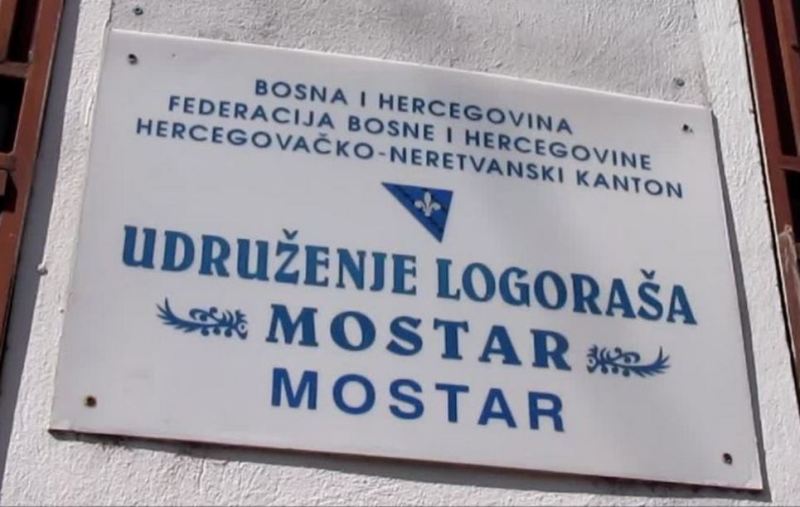 BOSNA I HERCEGOVINA
FEDERACIJA BOSNE I HERCEGOVINE
HERCEGOVAČKO-NERETVANSKI KANTON
UDRUŽENJE LOGORAŠA
MOSTAR
MOSTAR